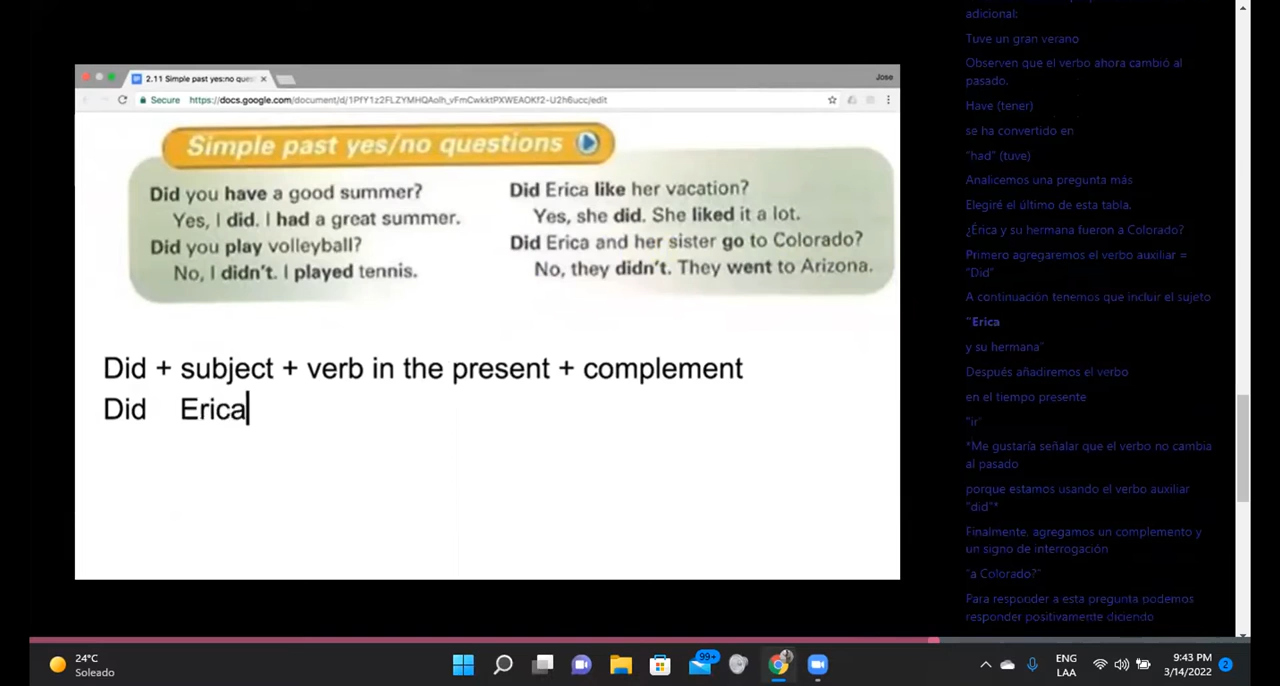 2.11 Simple past yes:no ques
Jose
Secure https://docs.google.com/document/d/1PfY1z2FLZYMHQAolh_vFmCwkktPXWEAOKf2-U2h6ucc/edit
Simple past yes/no questions
Did you have a good summer?
Yes, I did. I had a great summer.
Did you play volleyball?
No, I didn't. I played tennis.
Did Erica like her vacation?
Yes, she did. She liked it a lot.
Did Erica and her sister go to Colorado?
No, they didn't. They went to Arizona.
Did + subject + verb in the present + complement
Did Erica
adicional:
Tuve un gran verano
Observen que el verbo ahora cambió al
pasado.
Have (tener)
se ha convertido en
"had" (tuve)
Analicemos una pregunta más
Elegiré el último de esta tabla.
¿Érica y su hermana fueron a Colorado?
Primero agregaremos el verbo auxiliar =
"Did"
A continuación tenemos que incluir el sujeto
"Erica
y su hermana"
Después añadiremos el verbo
en el tiempo presente
"ir"
*Me gustaría señalar que el verbo no cambia
al pasado
porque estamos usando el verbo auxiliar
"did"*
Finalmente, agregamos un complemento y
un signo de interrogación
"a Colorado?"
Para responder a esta pregunta podemos
responder positivamente diciendo
24°C
Soleado
99+
ENG
LAA
9:43 PM
3/14/2022
2